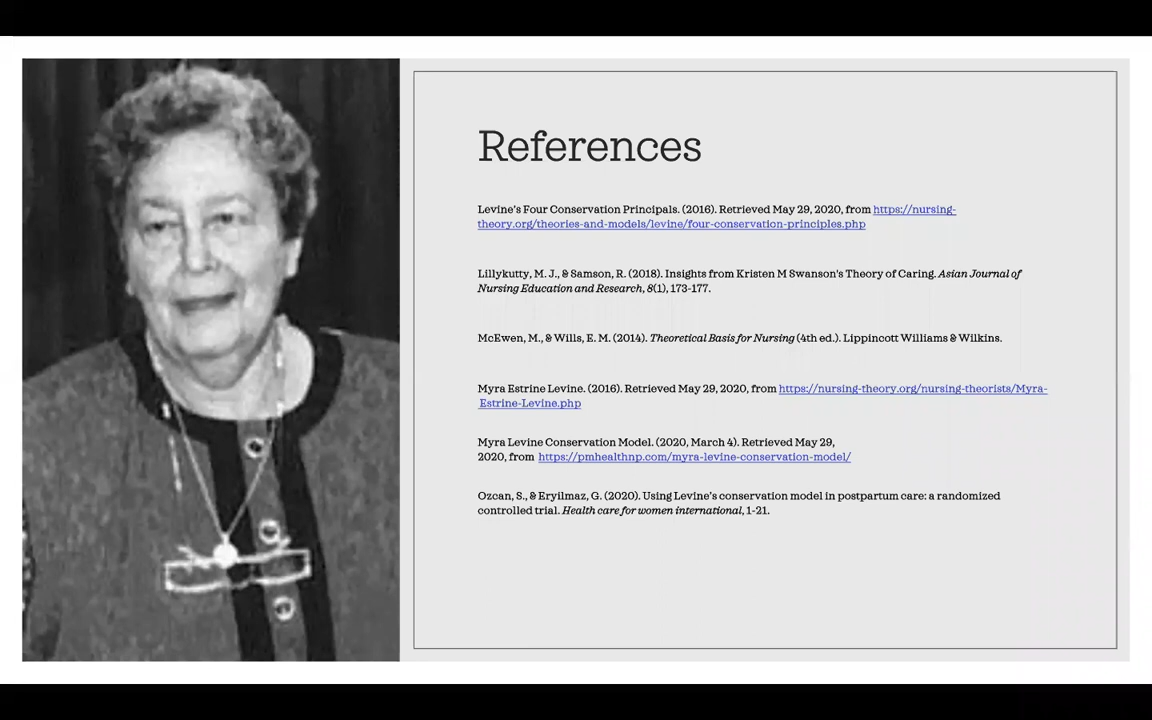 References
Levine's Four Conservation Principals. (2016). Retrieved May 29, 2020, from https://nursing-
theory.org/theories-and-models/levine/four-conservation-principles.php
Lillykutty, M. J., & Samson, R. (2018). Insights from Kristen M Swanson's Theory of Caring. Asian Journal of
Nursing Education and Research, 8(1), 173-177.
McEwen, M., & Wills, E. M. (2014). Theoretical Basis for Nursing (4th ed.). Lippincott Williams & Wilkins.
Myra Estrine Levine. (2016). Retrieved May 29, 2020, from https://nursing-theory.org/nursing-theorists/Myra-
Estrine-Levine.php
Myra Levine Conservation Model. (2020, March 4). Retrieved May 29,
2020, from https://pmhealthnp.com/myra-levine-conservation-model/
Ozcan, S., & Eryilmaz, G. (2020). Using Levine's conservation model in postpartum care: a randomized
controlled trial. Health care for women international, 1-21.